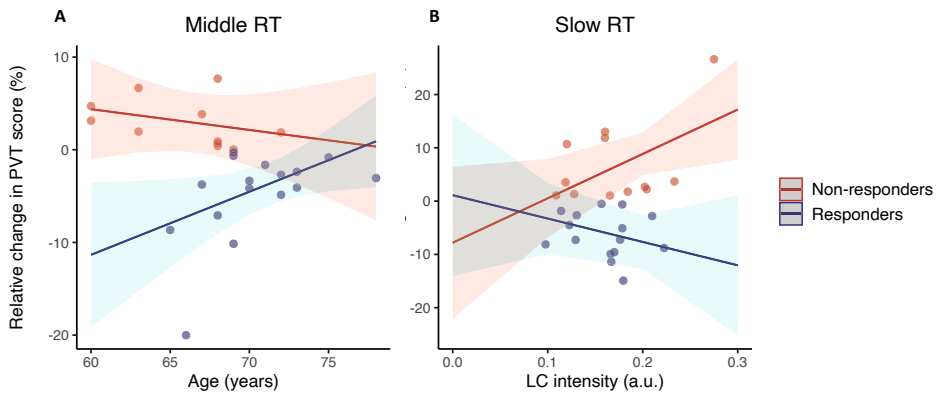 A
Middle RT
B
Slow RT
Relative change in PVT score (%)
10
0
-10
-20
60
65
70
75
Age (years)
20
10
0
-10
-20
0.0
0.1
0.2
0.3
LC intensity (a.u.)
Non-responders
Responders